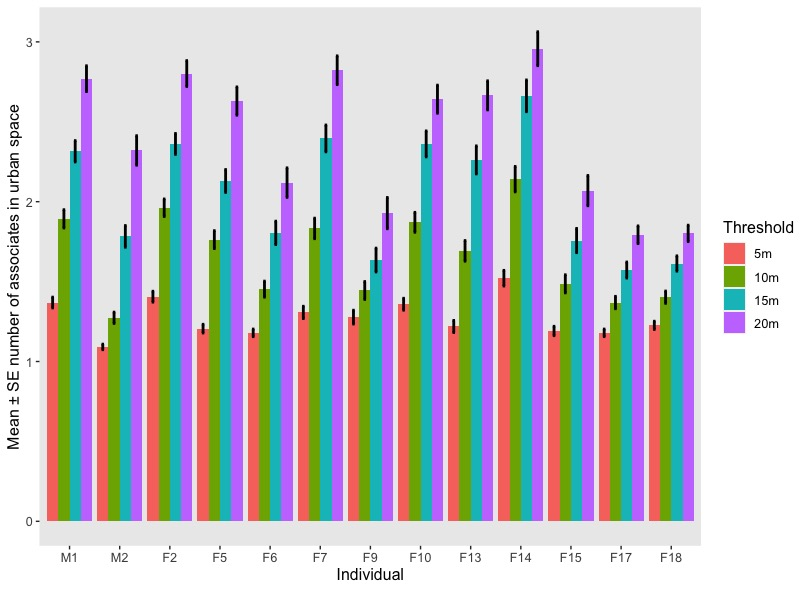 Mean ± SE number of associates in urban space
3
2
1
0
M1 M2 F2 F5 F6 F7 F9 F10 F13 F14 F15 F17 F18
Individual
Threshold
5m
10m
15m
20m